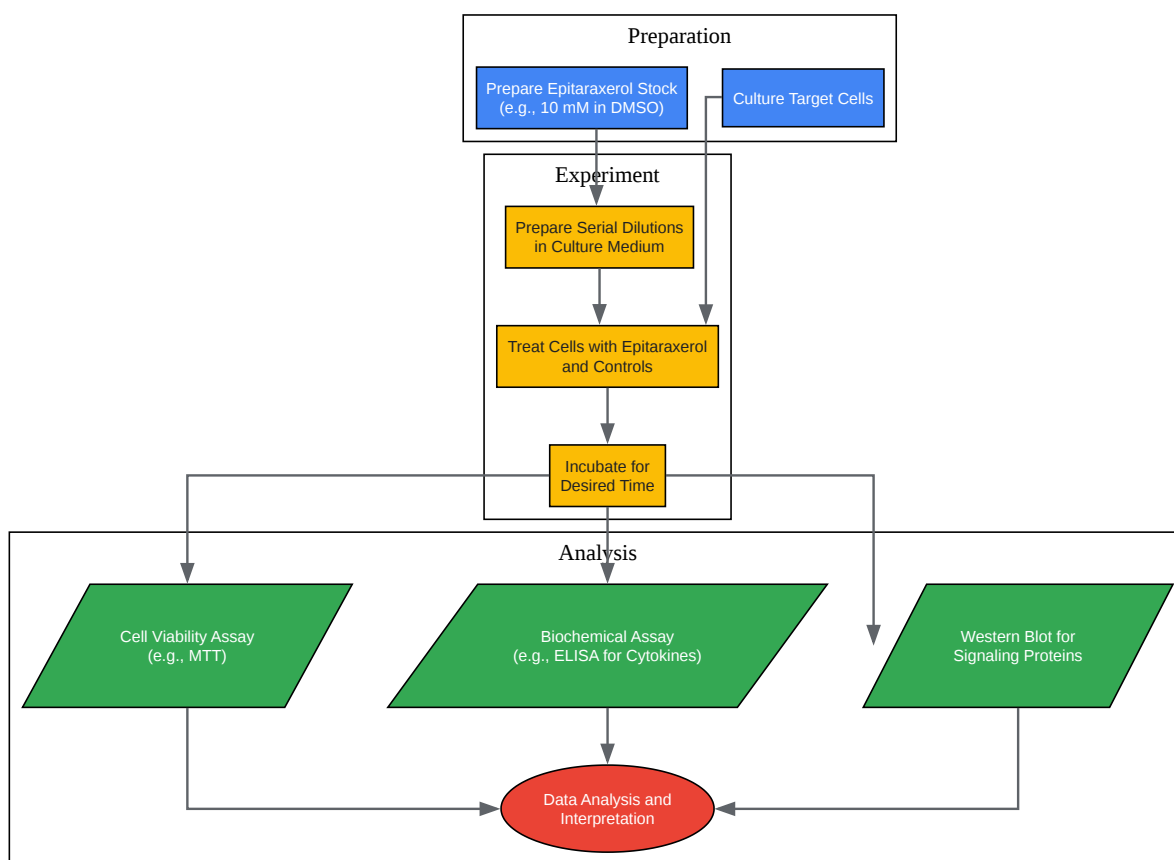 Preparation
Prepare Epitaraxerol Stock
(e.g., 10 mM in DMSO)
Culture Target Cells
Experiment
Prepare Serial Dilutions
in Culture Medium
Treat Cells with Epitaraxerol
and Controls
Incubate for
Desired Time
Analysis
Cell Viability Assay
(e.g., MTT)
Biochemical Assay
(e.g., ELISA for Cytokines)
Western Blot for
Signaling Proteins
Data Analysis and
Interpretation